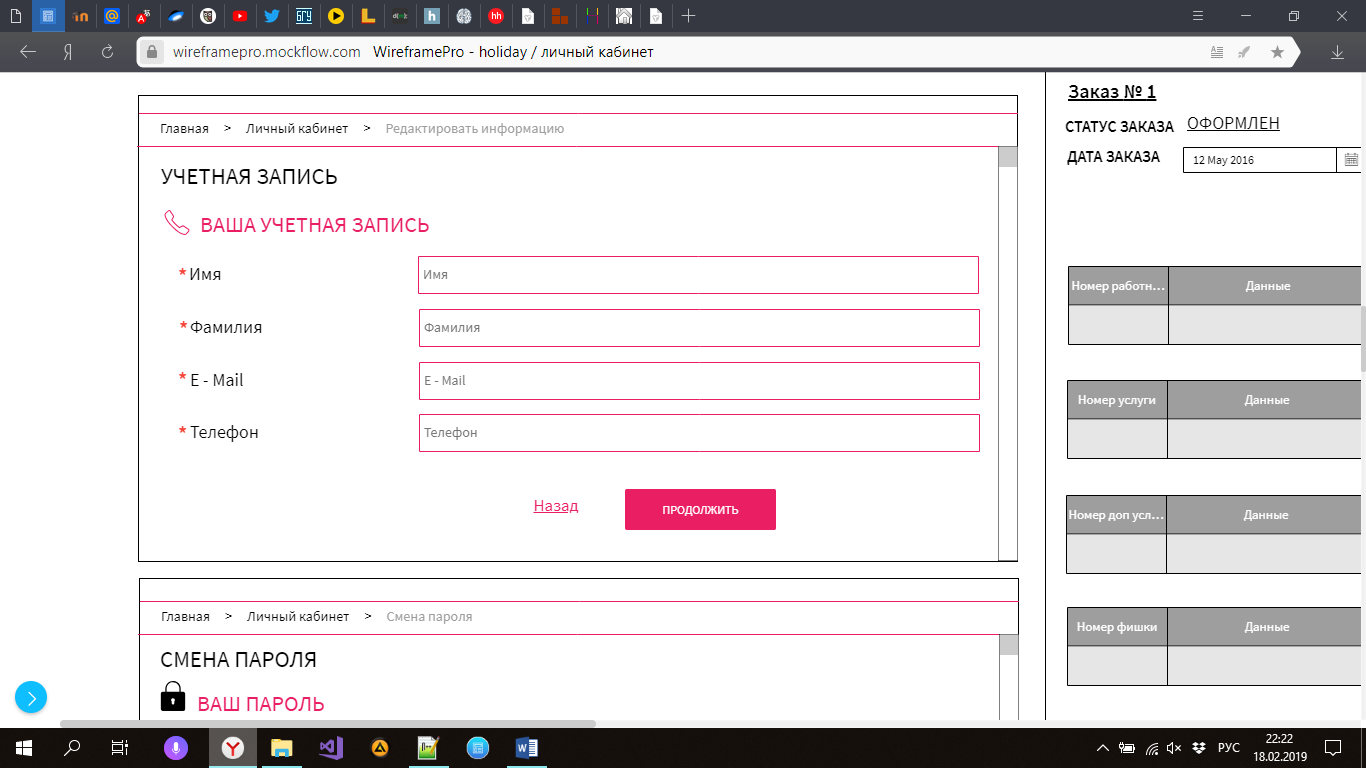 wireframepro.mockflow.com WireframePro - holiday / личный кабинет
Главная > Личный кабинет > Редактировать информацию
УЧЕТНАЯ ЗАПИСЬ
ВАША УЧЕТНАЯ ЗАПИСЬ
* Имя Имя
* Фамилия Фамилия
* E - Mail E - Mail
* Телефон Телефон
Назад ПРОДОЛЖИТЬ
Главная > Личный кабинет > Смена пароля
СМЕНА ПАРОЛЯ
ВАШ ПАРОЛЬ
Заказ № 1
СТАТУС ЗАКАЗА ОФОРМЛЕН
ДАТА ЗАКАЗА 12 May 2016
Номер работн... Данные
Номер услуги Данные
Номер доп усл... Данные
Номер фишки Данные
РУС 22:22
18.02.2019